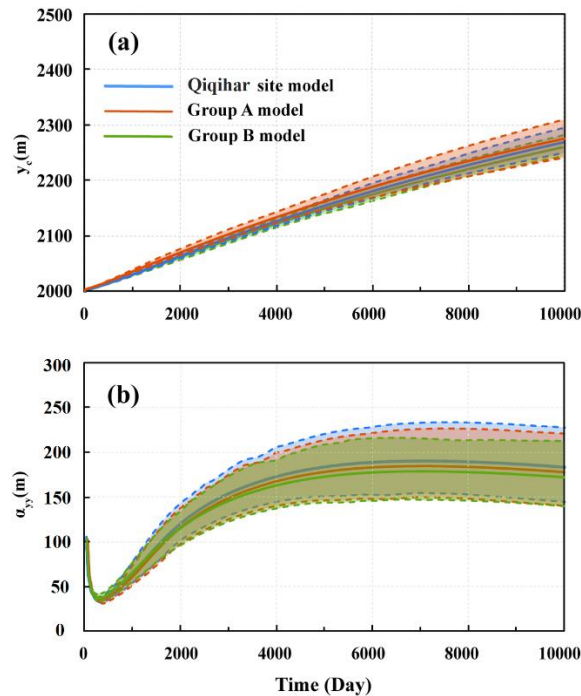 2500
(a)
2400
Qiqihar site model
Group A model
2300
Group B model
y_c(m)
2200
2100
2000
0 2000 4000 6000 8000 10000
300
(b)
250
200
α_yy(m)
150
100
50
0
0 2000 4000 6000 8000 10000
Time (Day)